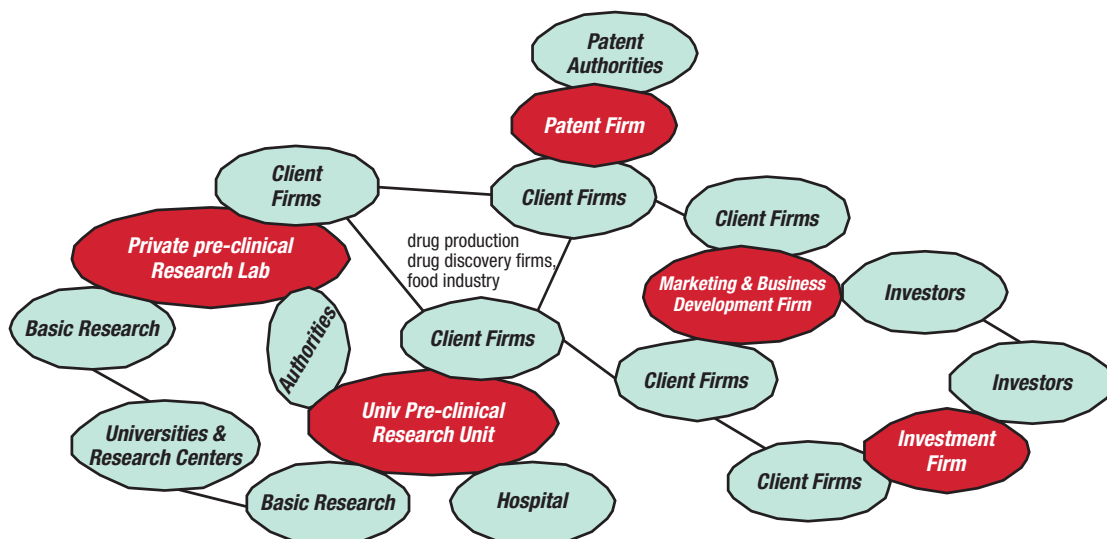 Patent
Authorities
Patent Firm
Client
Firms
Client Firms
Client Firms
Private pre-clinical
Research Lab
drug production
drug discovery firms,
food industry
Marketing & Business
Development Firm
Investors
Basic Research
Authorities
Client Firms
Client Firms
Investors
Univ Pre-clinical
Research Unit
Universities &
Research Centers
Investment
Firm
Client Firms
Basic Research
Hospital